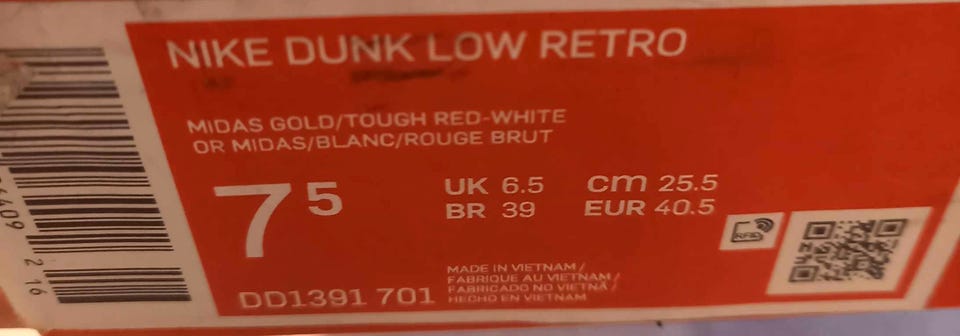 NIKE DUNK LOW RETRO
MIDAS GOLD/TOUGH RED-WHITE
OR MIDAS/BLANC/ROUGE BRUT
7 5
UK 6.5 cm 25.5
BR 39 EUR 40.5
RFID
DD1391 701
MADE IN VIETNAM /
FABRIQUE AU VIETNAM /
FABRICADO NO VIETNÃ /
HECHO EN VIETNAM